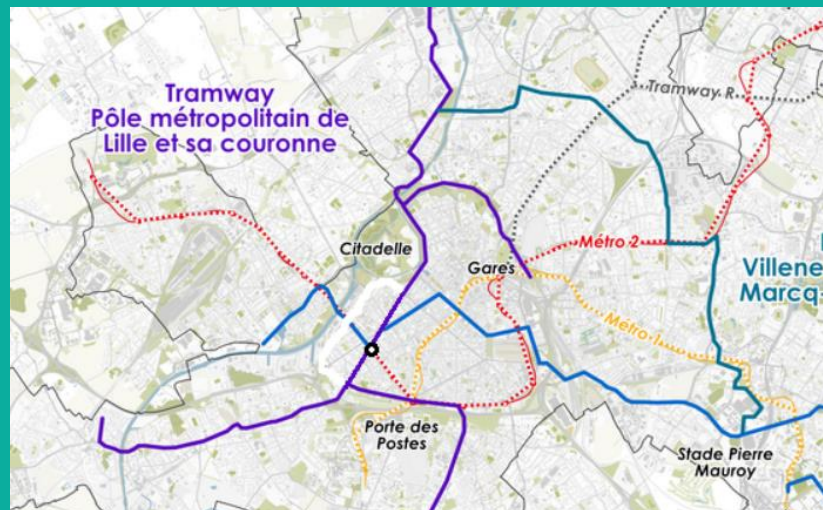 Tramway
Pôle métropolitain de
Lille et sa couronne
Tramway R
Citadelle
Gares
Métro 2
Villene
Marcq-
Métro 1
Porte des
Postes
Stade Pierre
Mauroy